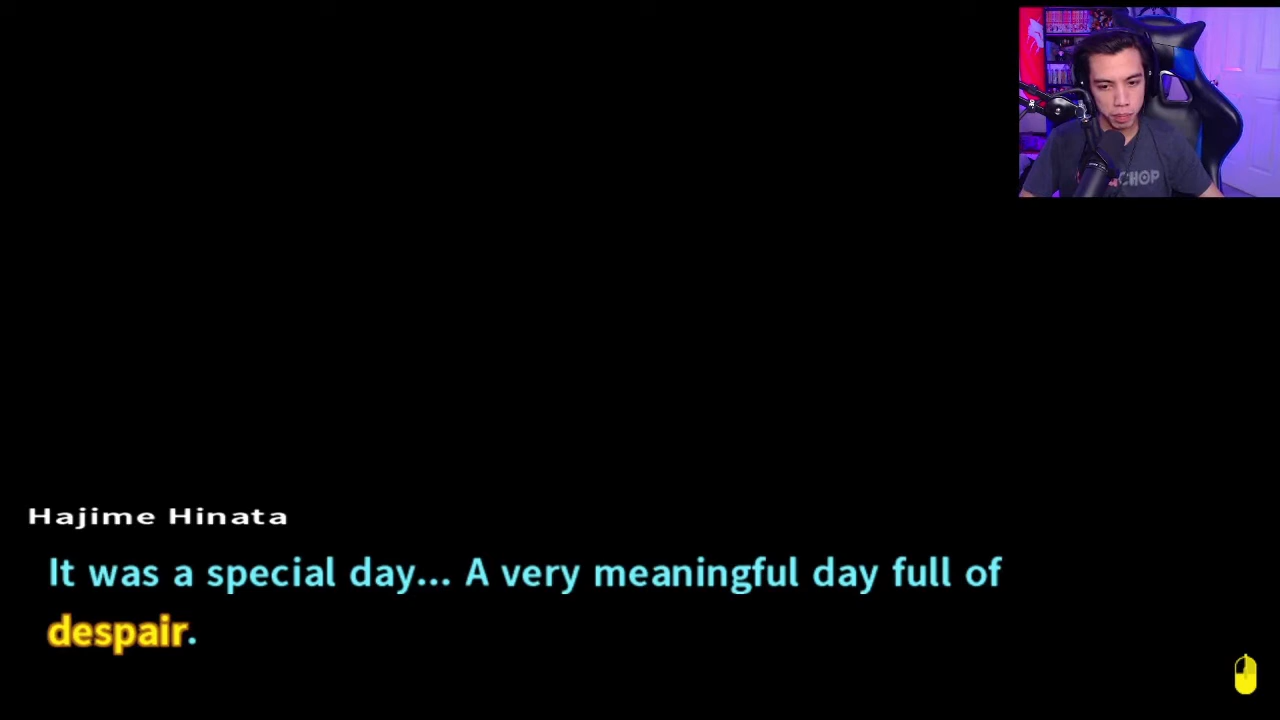 CHOP
Hajime Hinata
It was a special day... A very meaningful day full of
despair.